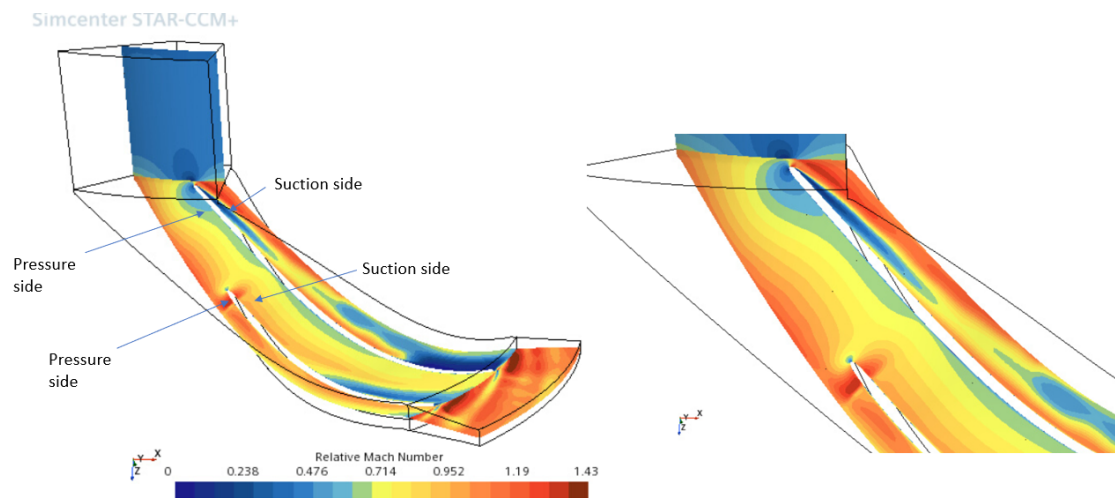 Simcenter STAR-CCM+
Suction side
Pressure
side
Suction side
Pressure
side
Y X
Z
Relative Mach Number
0 0.238 0.476 0.714 0.952 1.19 1.43
Y X
Z